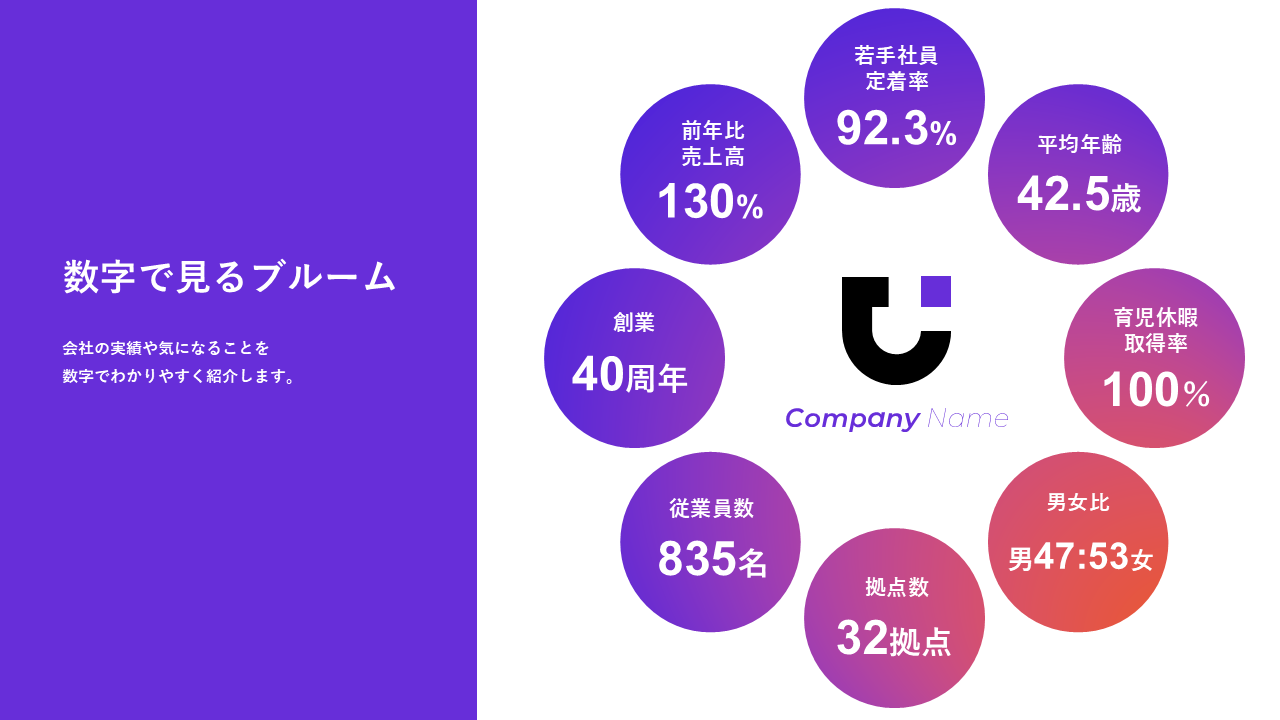 数字で見るブルーム
会社の実績や気になることを
数字でわかりやすく紹介します。
若手社員
定着率
92.3%
平均年齢
42.5歳
育児休暇
取得率
100%
男女比
男47:53女
拠点数
32拠点
従業員数
835名
創業
40周年
前年比
売上高
130%
Company Name